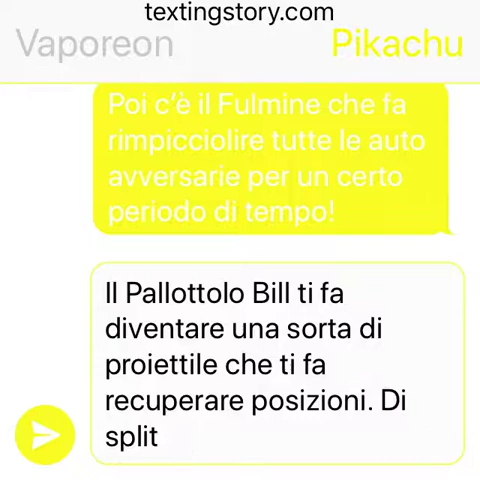 textingstory.com
Vaporeon Pikachu
Poi c’è il Fulmine che fa
rimpicciolire tutte le auto
avversarie per un certo
periodo di tempo!
Il Pallottolo Bill ti fa
diventare una sorta di
proiettile che ti fa
recuperare posizioni. Di
split